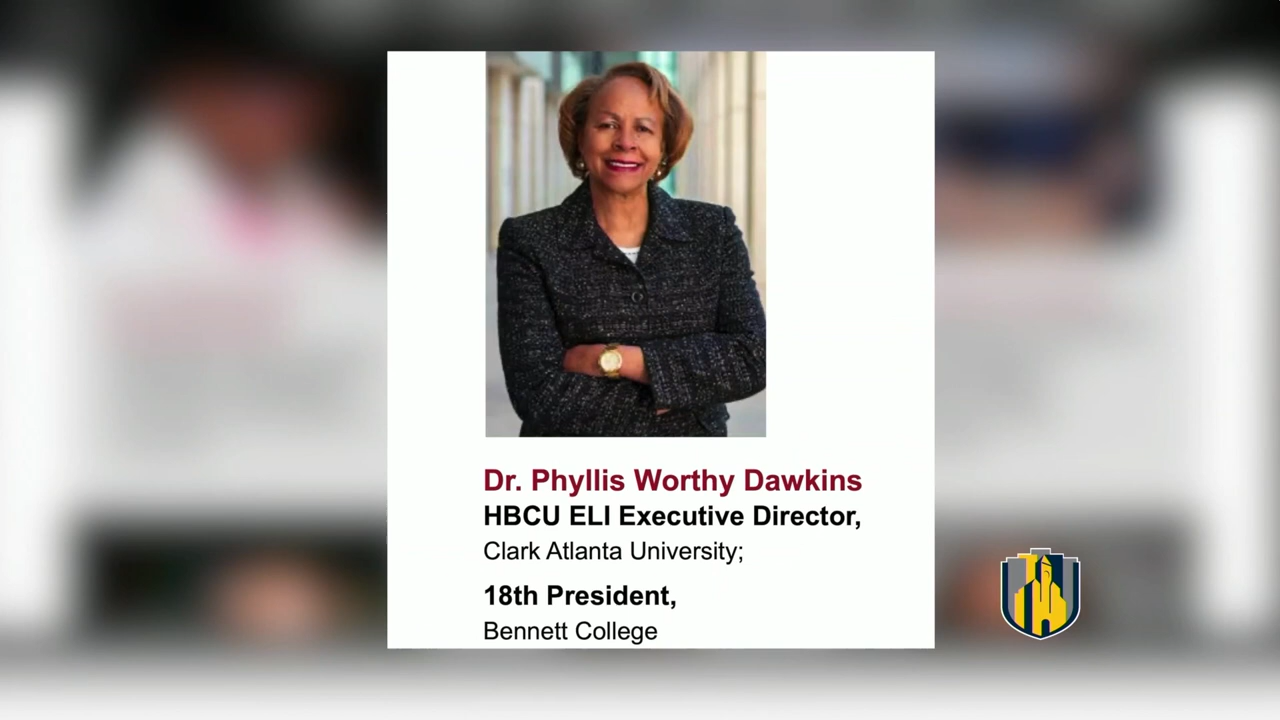 Dr. Phyllis Worthy Dawkins
HBCU ELI Executive Director,
Clark Atlanta University;
18th President,
Bennett College